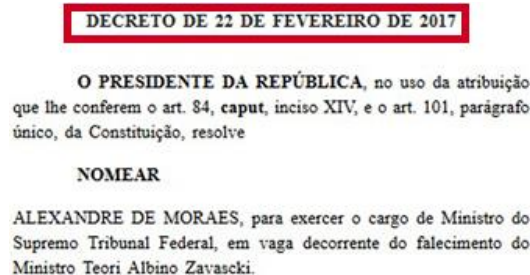 DECRETO DE 22 DE FEVEREIRO DE 2017
O PRESIDENTE DA REPÚBLICA, no uso da atribuição
que lhe conferem o art. 84, caput, inciso XIV, e o art. 101, parágrafo
único, da Constituição, resolve
NOMEAR
ALEXANDRE DE MORAES, para exercer o cargo de Ministro do
Supremo Tribunal Federal, em vaga decorrente do falecimento do
Ministro Teori Albino Zavascki.